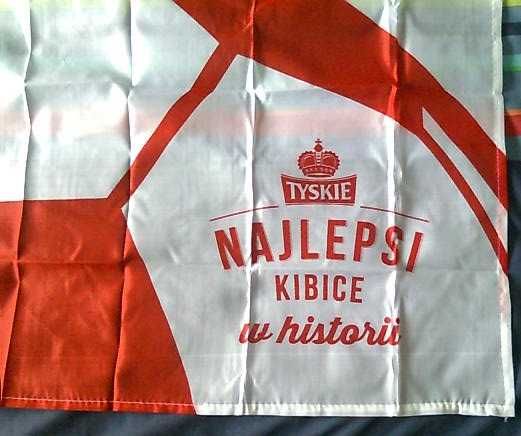 TYSKIE
NAJLEPSI
KIBICE
w historii